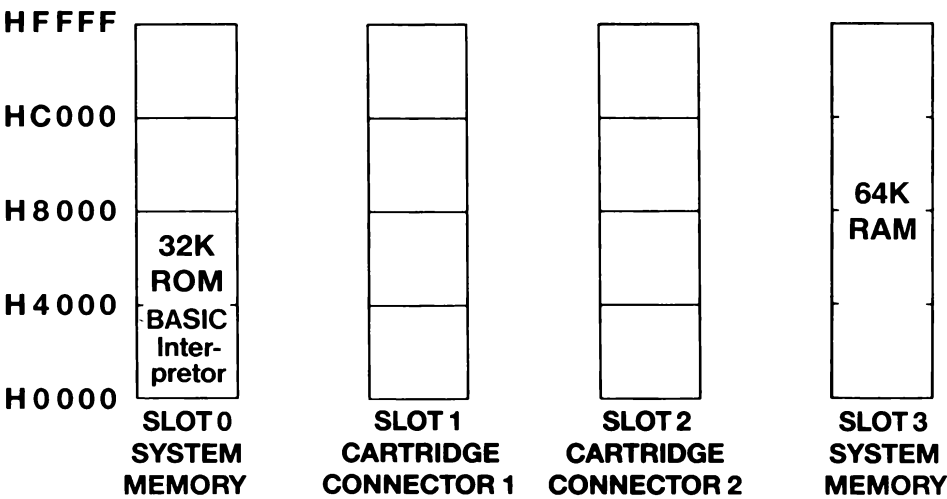 HFFFF
HC000
H8000
H4000
H0000
32K
ROM
BASIC
Inter-
pretor
64K
RAM
SLOT 0
SYSTEM
MEMORY
SLOT 1
CARTRIDGE
CONNECTOR 1
SLOT 2
CARTRIDGE
CONNECTOR 2
SLOT 3
SYSTEM
MEMORY